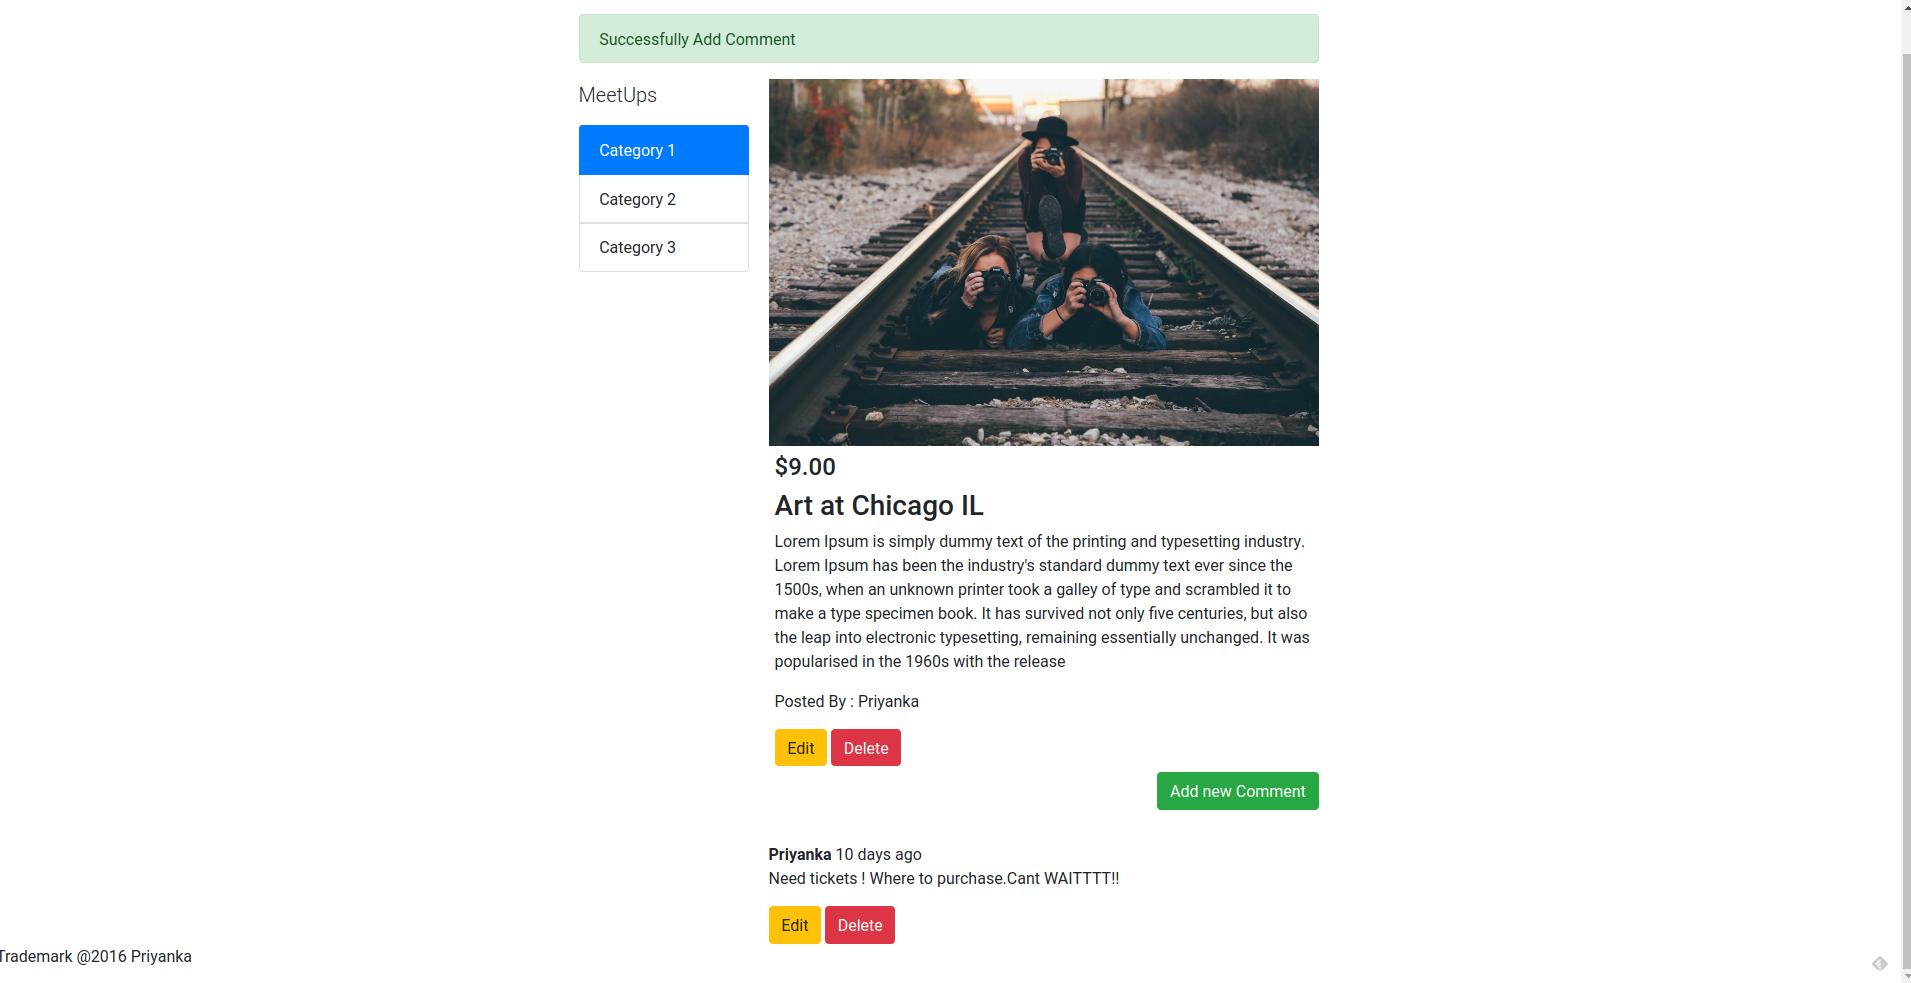 Successfully Add Comment
MeetUps
Category 1
Category 2
Category 3
$9.00
Art at Chicago IL
Lorem Ipsum is simply dummy text of the printing and typesetting industry.
Lorem Ipsum has been the industry's standard dummy text ever since the
1500s, when an unknown printer took a galley of type and scrambled it to
make a type specimen book. It has survived not only five centuries, but also
the leap into electronic typesetting, remaining essentially unchanged. It was
popularised in the 1960s with the release
Posted By : Priyanka
Edit Delete
Add new Comment
Priyanka 10 days ago
Need tickets ! Where to purchase.Cant WAITTTT!!
Edit Delete
Trademark @2016 Priyanka